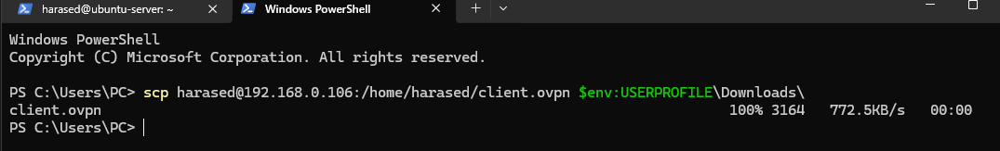 harased@ubuntu-server: ~ Windows PowerShell
Windows PowerShell
Copyright (C) Microsoft Corporation. All rights reserved.
PS C:\Users\PC> scp harased@192.168.0.106:/home/harased/client.ovpn $env:USERPROFILE\Downloads\
client.ovpn 100% 3164 772.5KB/s 00:00
PS C:\Users\PC>